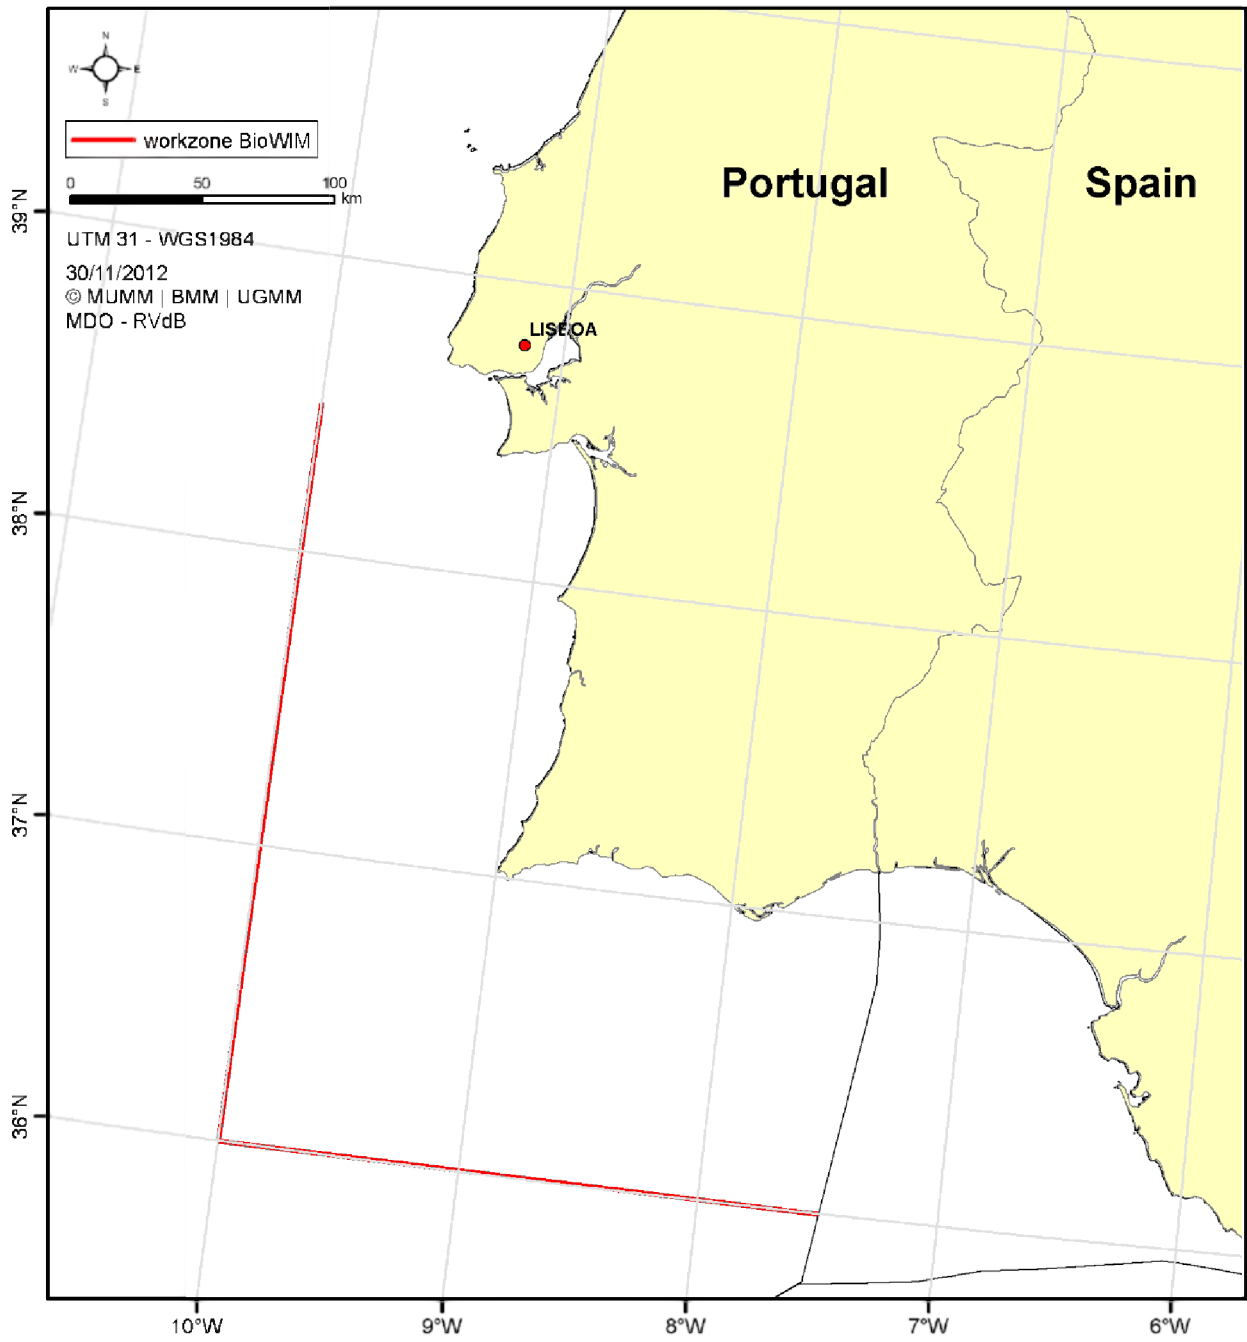 N
W E
S
workzone BioWIM
0 50 100
km
UTM 31 - WGS1984
30/11/2012
© MUMM | BMM | UGMM
MDO - RVdB
Portugal
Spain
LISBOA
39°N
38°N
37°N
36°N
10°W 9°W 8°W 7°W 6°W